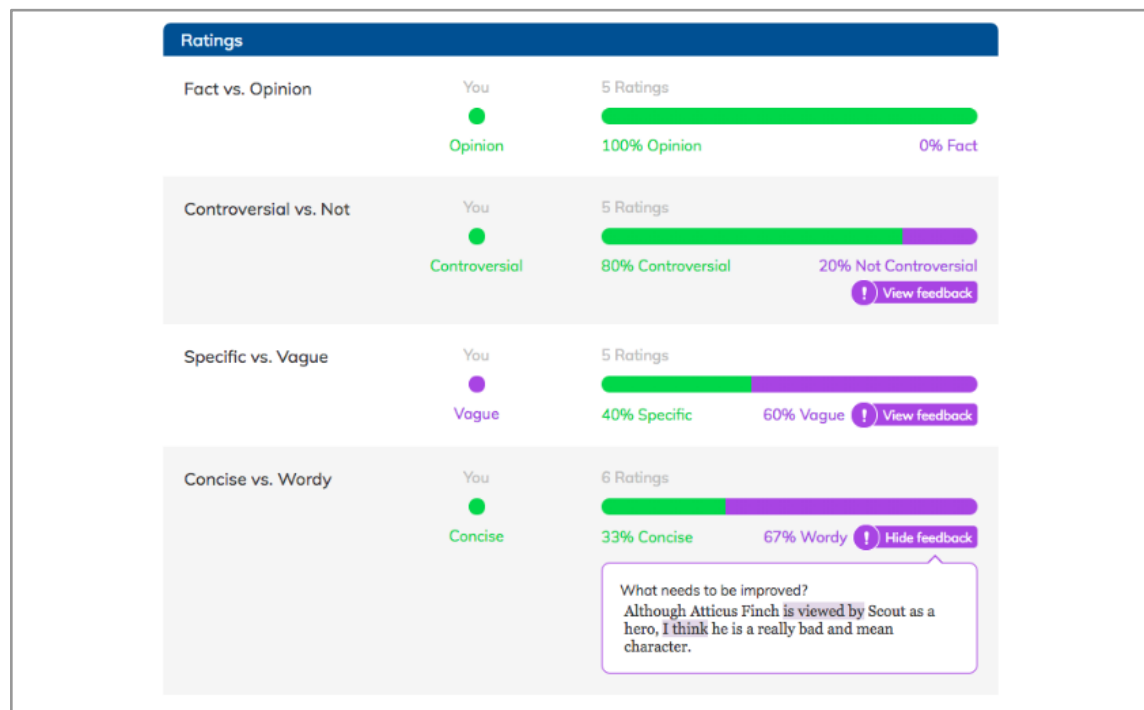 Ratings
Fact vs. Opinion
You
5 Ratings
Opinion
100% Opinion
0% Fact
Controversial vs. Not
You
5 Ratings
Controversial
80% Controversial
20% Not Controversial
! View feedback
Specific vs. Vague
You
5 Ratings
Vague
40% Specific
60% Vague ! View feedback
Concise vs. Wordy
You
6 Ratings
Concise
33% Concise
67% Wordy ! Hide feedback
What needs to be improved?
Although Atticus Finch is viewed by Scout as a
hero, I think he is a really bad and mean
character.